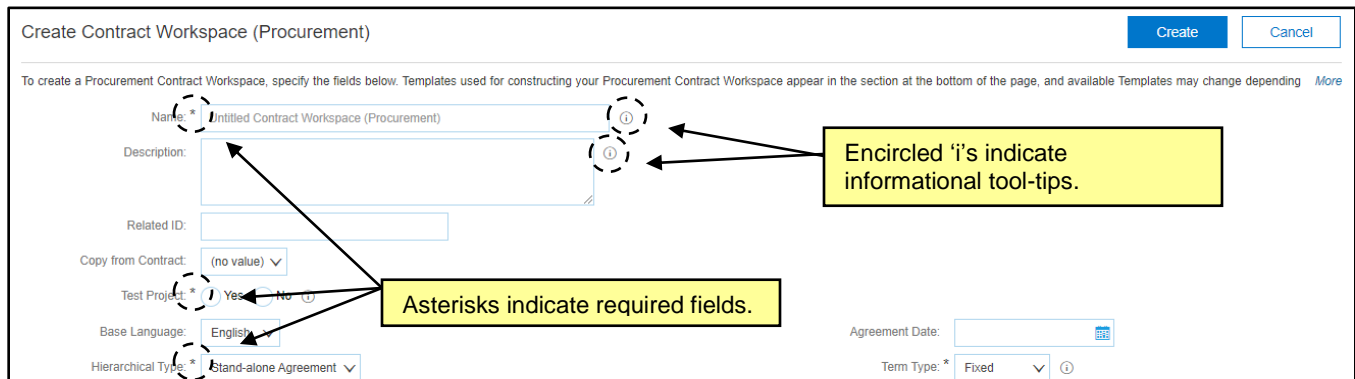 Create Contract Workspace (Procurement)
Create
Cancel
To create a Procurement Contract Workspace, specify the fields below. Templates used for constructing your Procurement Contract Workspace appear in the section at the bottom of the page, and available Templates may change depending More
Name: * Untitled Contract Workspace (Procurement)
Description:
Encircled ‘i’s indicate
informational tool-tips.
Related ID:
Copy from Contract: (no value)
Test Project: * Yes No
Asterisks indicate required fields.
Base Language: English
Agreement Date:
Hierarchical Type: * Stand-alone Agreement
Term Type: * Fixed